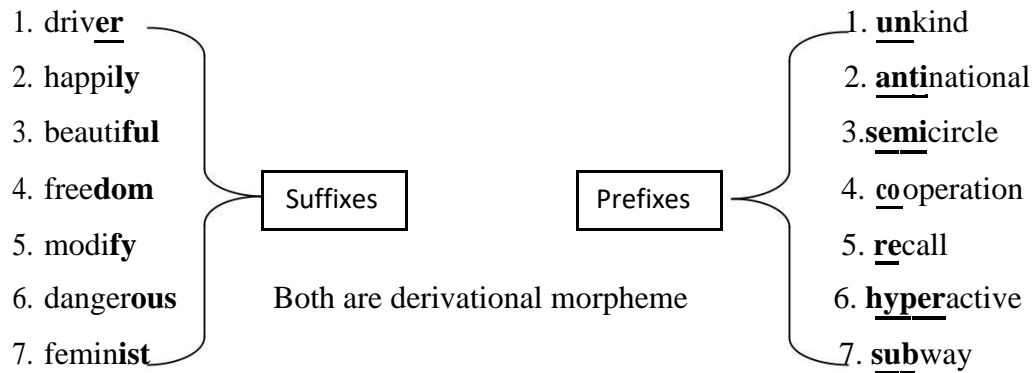 1. driver
2. happily
3. beautiful
4. freedom
5. modify
6. dangerous
7. feminist
Suffixes
Both are derivational morpheme
Prefixes
1. unkind
2. antinational
3.semicircle
4. cooperation
5. recall
6. hyperactive
7. subway